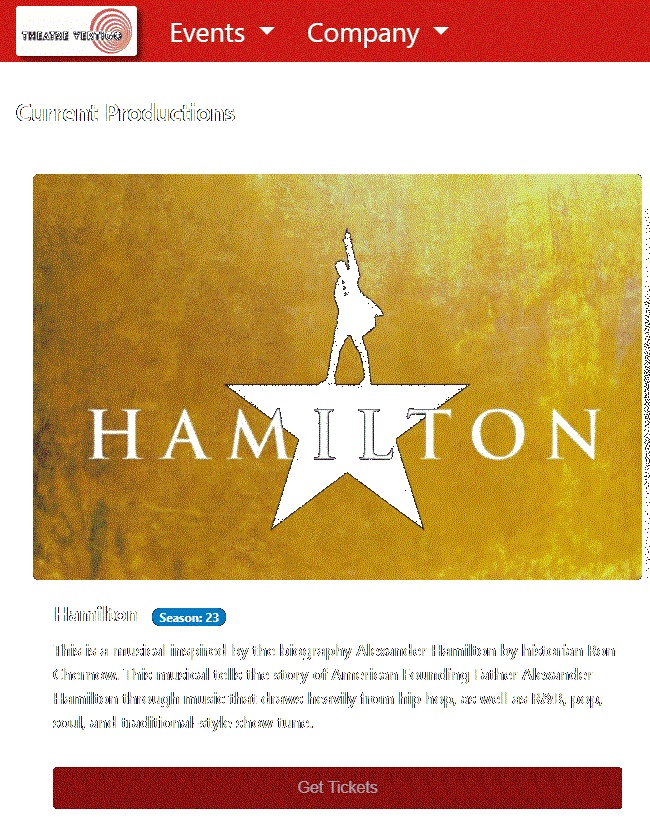 THEATRE VERTIGO
Events
Company
Current Productions
HAMILTON
Hamilton
Season: 23
This is a musical inspired by the biography Alexander Hamilton by historian Ron
Chernow. This musical tells the story of American Founding Father Alexander
Hamilton through music that draws heavily from hip hop, as well as R&B, pop,
soul, and traditional-style show tune.
Get Tickets